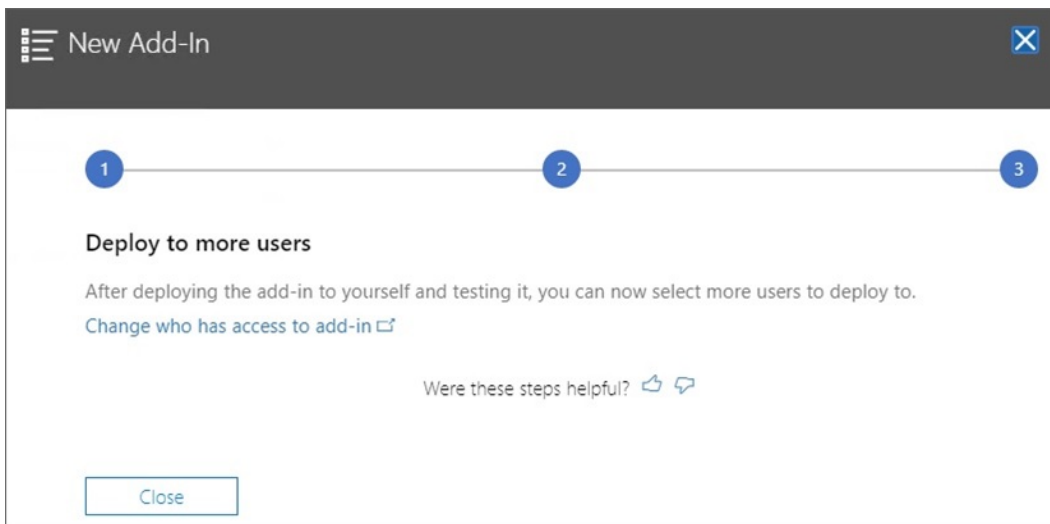 New Add-In
1 2 3
Deploy to more users
After deploying the add-in to yourself and testing it, you can now select more users to deploy to.
Change who has access to add-in
Were these steps helpful?
Close